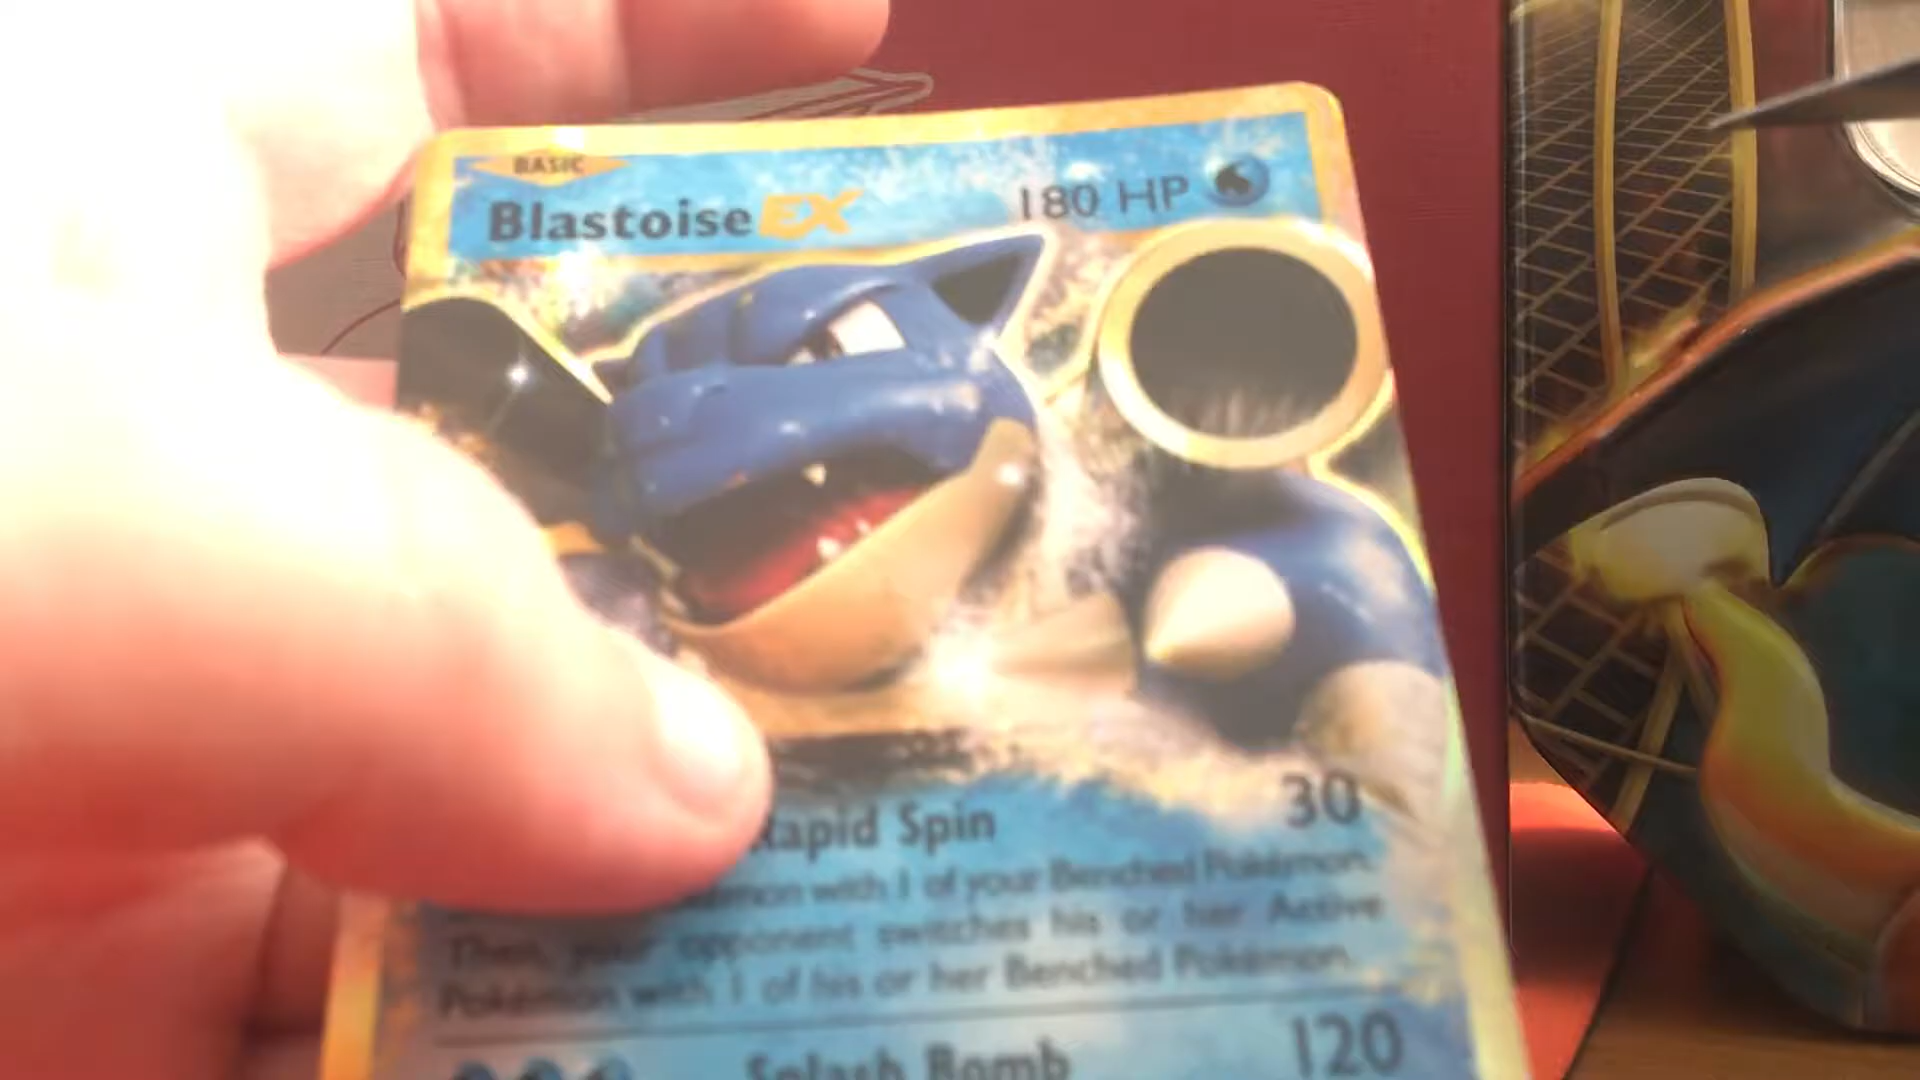 BASIC
Blastoise EX 180 HP
Rapid Spin 30
with 1 of your Benched Pokémon.
Then, your opponent switches his or her Active
Pokémon with 1 of his or her Benched Pokémon.
Splash Bomb 120